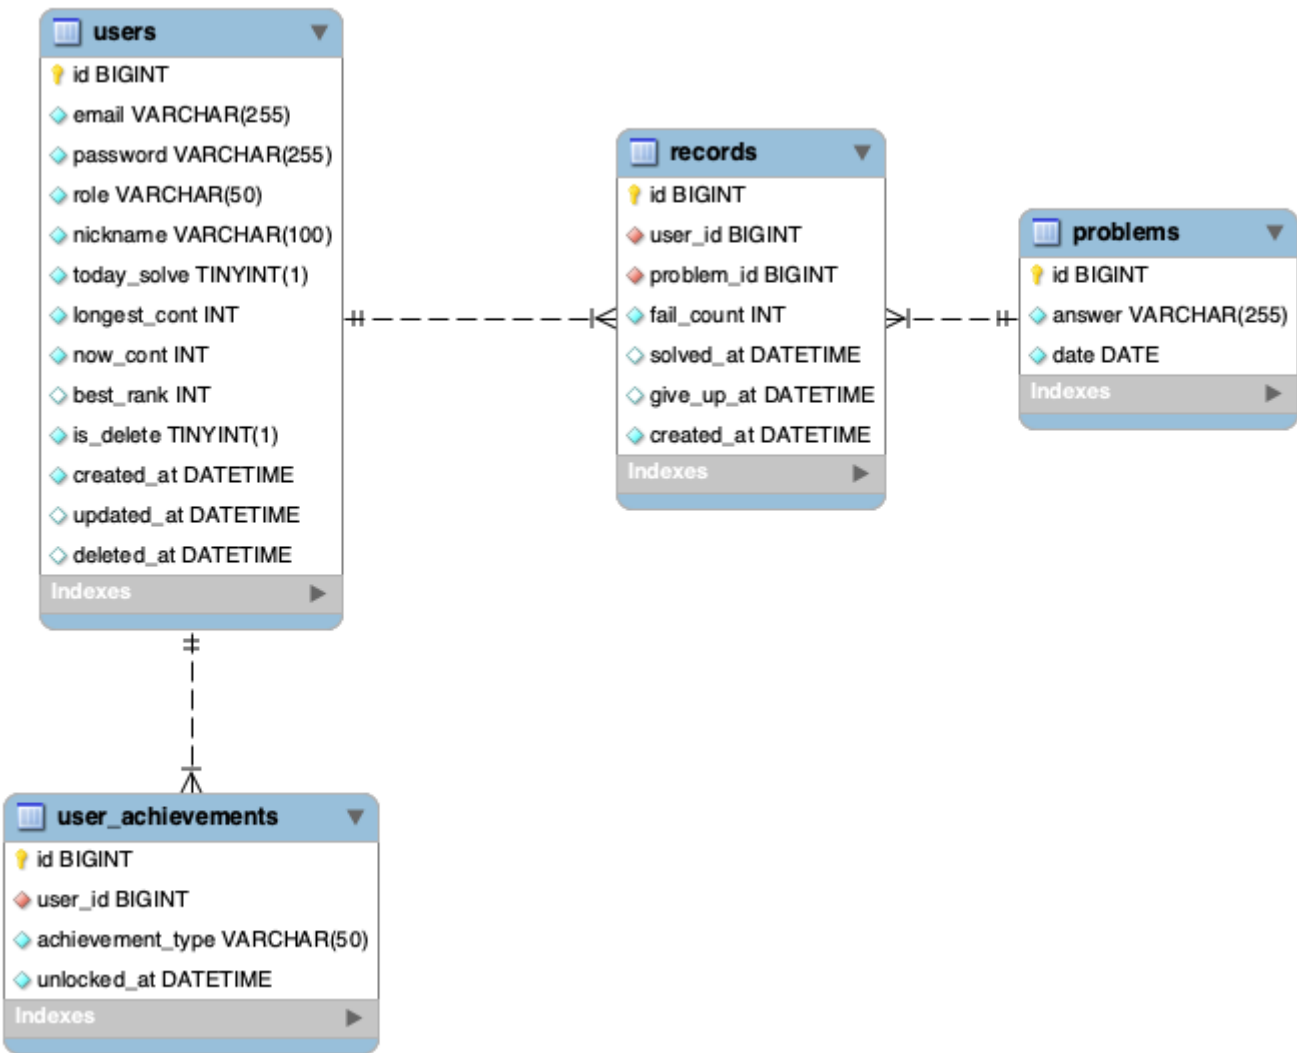 users
id BIGINT
email VARCHAR(255)
password VARCHAR(255)
role VARCHAR(50)
nickname VARCHAR(100)
today_solve TINYINT(1)
longest_cont INT
now_cont INT
best_rank INT
is_delete TINYINT(1)
created_at DATETIME
updated_at DATETIME
deleted_at DATETIME
Indexes
records
id BIGINT
user_id BIGINT
problem_id BIGINT
fail_count INT
solved_at DATETIME
give_up_at DATETIME
created_at DATETIME
Indexes
problems
id BIGINT
answer VARCHAR(255)
date DATE
Indexes
user_achievements
id BIGINT
user_id BIGINT
achievement_type VARCHAR(50)
unlocked_at DATETIME
Indexes